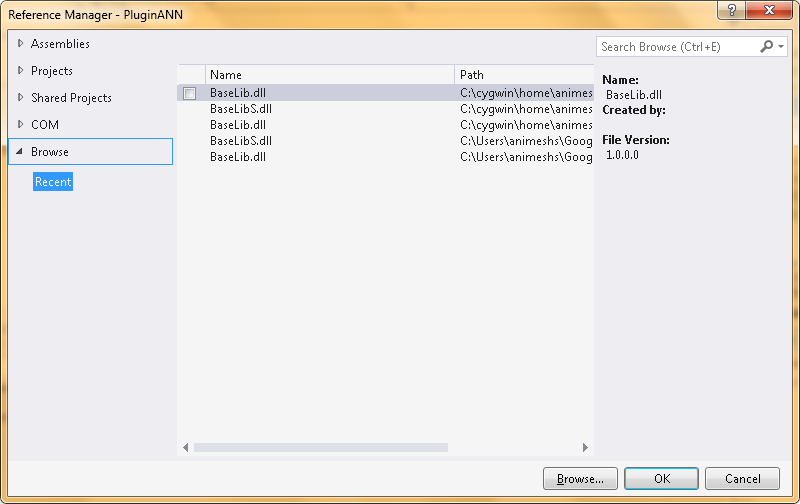 Reference Manager - PluginANN
Assemblies
Projects
Shared Projects
COM
Browse
Recent
Name Path
BaseLib.dll C:\cygwin\home\animes
BaseLibS.dll C:\cygwin\home\animes
BaseLib.dll C:\cygwin\home\animes
BaseLibS.dll C:\Users\animeshs\Goog
BaseLib.dll C:\Users\animeshs\Goog
Search Browse (Ctrl+E)
Name:
BaseLib.dll
Created by:
File Version:
1.0.0.0
Browse... OK Cancel